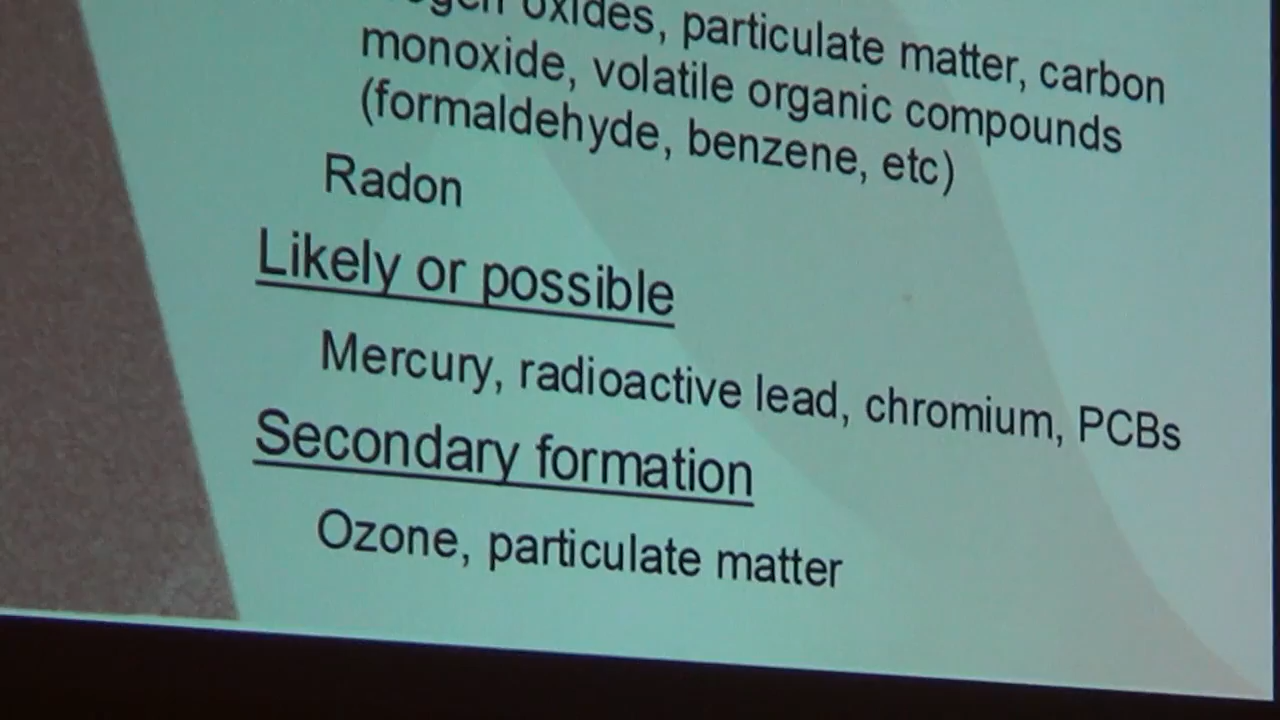 oxides, particulate matter, carbon
monoxide, volatile organic compounds
(formaldehyde, benzene, etc)
Radon
Likely or possible
Mercury, radioactive lead, chromium, PCBs
Secondary formation
Ozone, particulate matter